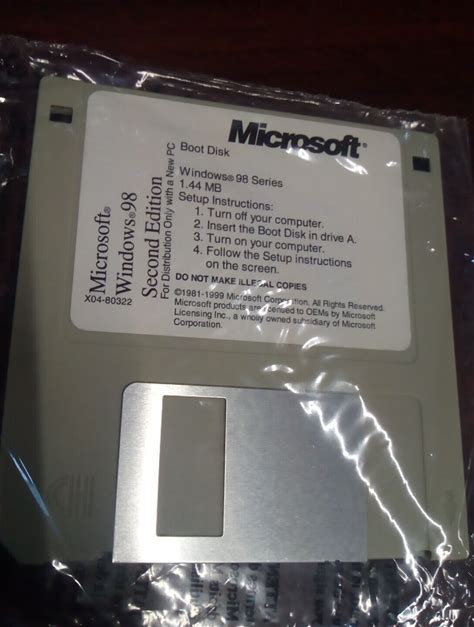 Microsoft®
Boot Disk
Windows® 98 Series
1.44 MB
Setup Instructions:
1. Turn off your computer.
2. Insert the Boot Disk in drive A.
3. Turn on your computer.
4. Follow the Setup instructions
on the screen.
DO NOT MAKE ILLEGAL COPIES
©1981-1999 Microsoft Corporation. All Rights Reserved.
Microsoft products are licensed to OEMs by Microsoft
Licensing Inc., a wholly owned subsidiary of Microsoft
Corporation.
Microsoft®
Windows®98
Second Edition
For Distribution Only with a New PC
X04-80322